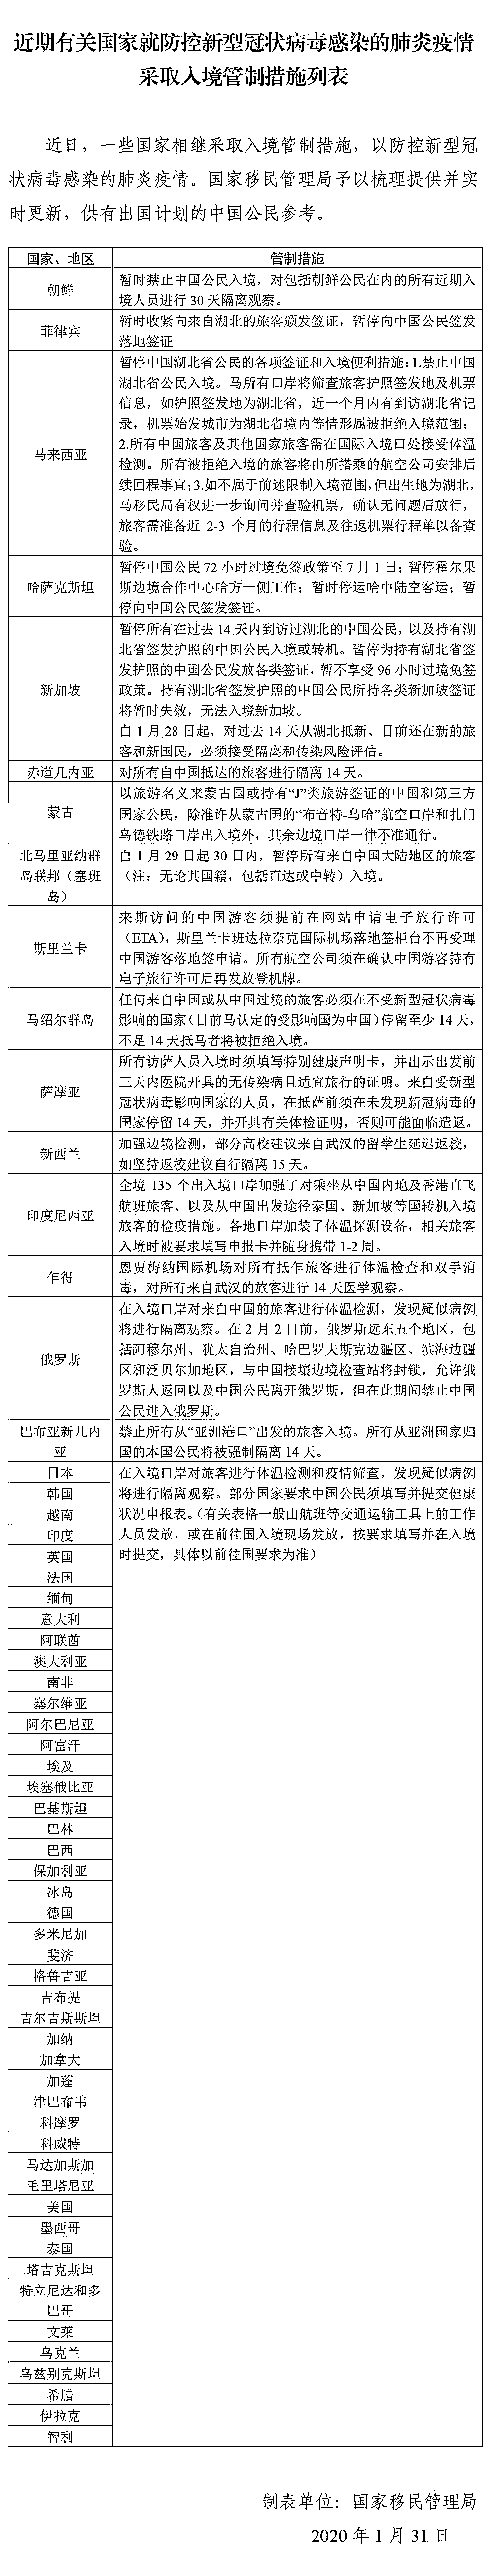 近期有关国家就防控新型冠状病毒感染的肺炎疫情
采取入境管制措施列表
近日，一些国家相继采取入境管制措施，以防控新型冠
状病毒感染的肺炎疫情。国家移民管理局予以梳理提供并实
时更新，供有出国计划的中国公民参考。
国家、地区
管制措施
朝鲜
暂时禁止中国公民入境，对包括朝鲜公民在内的所有近期入
境人员进行 30 天隔离观察。
菲律宾
暂时收紧向来自湖北的旅客颁发签证，暂停向中国公民签发
落地签证
马来西亚
暂停中国湖北省公民的各项签证和入境便利措施：1.禁止中国
湖北省公民入境。马所有口岸将筛查旅客护照签发地及机票
信息，如护照签发地为湖北省，近一个月内有到访湖北省记
录，机票始发城市为湖北省境内等情形属被拒绝入境范围；
2.所有中国旅客及其他国家旅客需在国际入境口处接受体温
检测。所有被拒绝入境的旅客将由所搭乘的航空公司安排后
续回程事宜；3.如不属于前述限制入境范围，但出生地为湖北，
马移民局有权进一步询问并查验机票，确认无问题后放行，
旅客需准备近 2-3 个月的行程信息及往返机票行程单以备查
验。
哈萨克斯坦
暂停中国公民 72 小时过境免签政策至 7 月 1 日；暂停霍尔果
斯边境合作中心哈方一侧工作；暂时停运哈中陆空客运；暂
停向中国公民签发签证。
新加坡
暂停所有在过去 14 天内到访过湖北的中国公民，以及持有湖
北省签发护照的中国公民入境或转机。暂停为持有湖北省签
发护照的中国公民发放各类签证，暂不享受 96 小时过境免签
政策。持有湖北省签发护照的中国公民所持各类新加坡签证
将暂时失效，无法入境新加坡。
自 1 月 28 日起，对过去 14 天从湖北抵新、目前还在新的旅
客和新国民，必须接受隔离和传染风险评估。
赤道几内亚
对所有自中国抵达的旅客进行隔离 14 天。
蒙古
以旅游名义来蒙古国或持有“J”类旅游签证的中国和第三方
国家公民，除准许从蒙古国的“布音特-乌哈”航空口岸和扎门
乌德铁路口岸出入境外，其余边境口岸一律不准通行。
北马里亚纳群
岛联邦（塞班
岛）
自 1 月 29 日起 30 日内，暂停所有来自中国大陆地区的旅客
（注：无论其国籍，包括直达或中转）入境。
斯里兰卡
来斯访问的中国游客须提前在网站申请电子旅行许可
（ETA），斯里兰卡班达拉奈克国际机场落地签柜台不再受理
中国游客落地签申请。所有航空公司须在确认中国游客持有
电子旅行许可后再发放登机牌。
马绍尔群岛
任何来自中国或从中国过境的旅客必须在不受新型冠状病毒
影响的国家（目前马认定的受影响国为中国）停留至少 14 天，
不足 14 天抵马者将被拒绝入境。
萨摩亚
所有访萨人员入境时须填写特别健康声明卡，并出示出发前
三天内医院开具的无传染病且适宜旅行的证明。来自受新型
冠状病毒影响国家的人员，在抵萨前须在未发现新冠病毒的
国家停留 14 天，并开具有关体检证明，否则可能面临遣返。
新西兰
加强边境检测，部分高校建议来自武汉的留学生延迟返校，
如坚持返校建议自行隔离 15 天。
印度尼西亚
全境 135 个出入境口岸加强了对乘坐从中国内地及香港直飞
航班旅客、以及从中国出发途径泰国、新加坡等国转机入境
旅客的检疫措施。各地口岸加装了体温探测设备，相关旅客
入境时被要求填写申报卡并随身携带 1-2 周。
乍得
恩贾梅纳国际机场对所有抵乍旅客进行体温检查和双手消
毒，对所有来自武汉的旅客进行 14 天医学观察。
俄罗斯
在入境口岸对来自中国的旅客进行体温检测，发现疑似病例
将进行隔离观察。在 2 月 2 日前，俄罗斯远东五个地区，包
括阿穆尔州、犹太自治州、哈巴罗夫斯克边疆区、滨海边疆
区和泛贝尔加地区，与中国接壤边境检查站将封锁，允许俄
罗斯人返回以及中国公民离开俄罗斯，但在此期间禁止中国
公民进入俄罗斯。
巴布亚新几内
亚
禁止所有从“亚洲港口”出发的旅客入境。所有从亚洲国家归
国的本国公民将被强制隔离 14 天。
日本
韩国
越南
印度
英国
法国
缅甸
意大利
阿联酋
澳大利亚
南非
塞尔维亚
阿尔巴尼亚
阿富汗
埃及
埃塞俄比亚
巴基斯坦
巴林
巴西
保加利亚
冰岛
德国
多米尼加
斐济
格鲁吉亚
吉布提
吉尔吉斯斯坦
加纳
加拿大
加蓬
津巴布韦
科摩罗
科威特
马达加斯加
毛里塔尼亚
美国
墨西哥
泰国
塔吉克斯坦
特立尼达和多
巴哥
文莱
乌克兰
乌兹别克斯坦
希腊
伊拉克
智利
在入境口岸对旅客进行体温检测和疫情筛查，发现疑似病例
将进行隔离观察。部分国家要求中国公民须填写并提交健康
状况申报表。（有关表格一般由航班等交通运输工具上的工作
人员发放，或在前往国入境现场发放，按要求填写并在入境
时提交，具体以前往国要求为准）
制表单位：国家移民管理局
2020 年 1 月 31 日